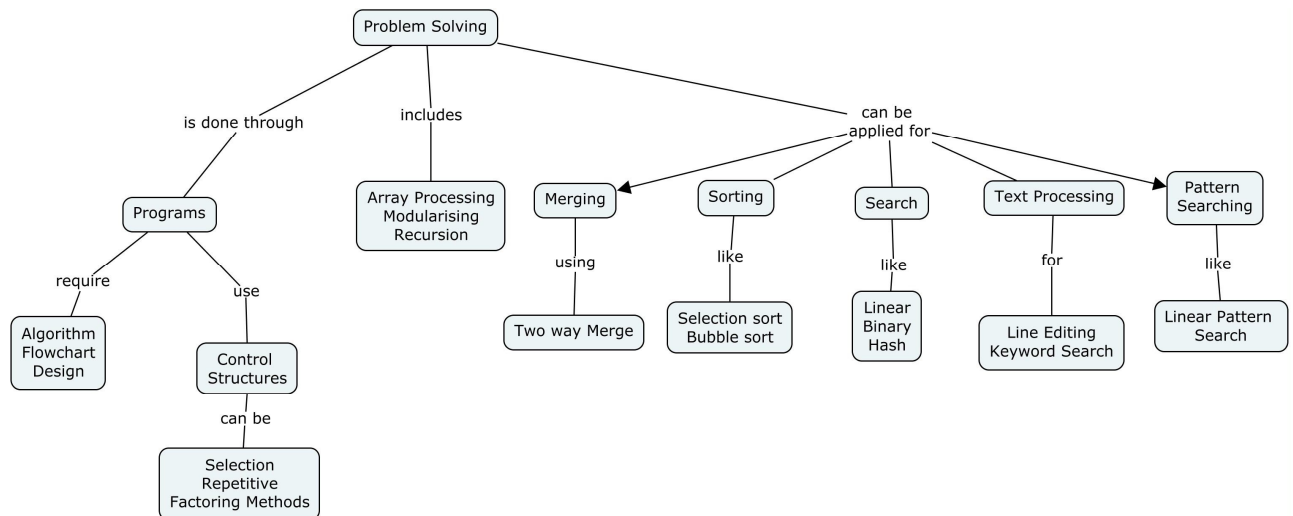 Problem Solving
is done through
includes
can be
applied for
Programs
Array Processing
Modularising
Recursion
Merging
Sorting
Search
Text Processing
Pattern
Searching
require
use
using
like
like
for
like
Algorithm
Flowchart
Design
Control
Structures
Two way Merge
Selection sort
Bubble sort
Linear
Binary
Hash
Line Editing
Keyword Search
Linear Pattern
Search
can be
Selection
Repetitive
Factoring Methods